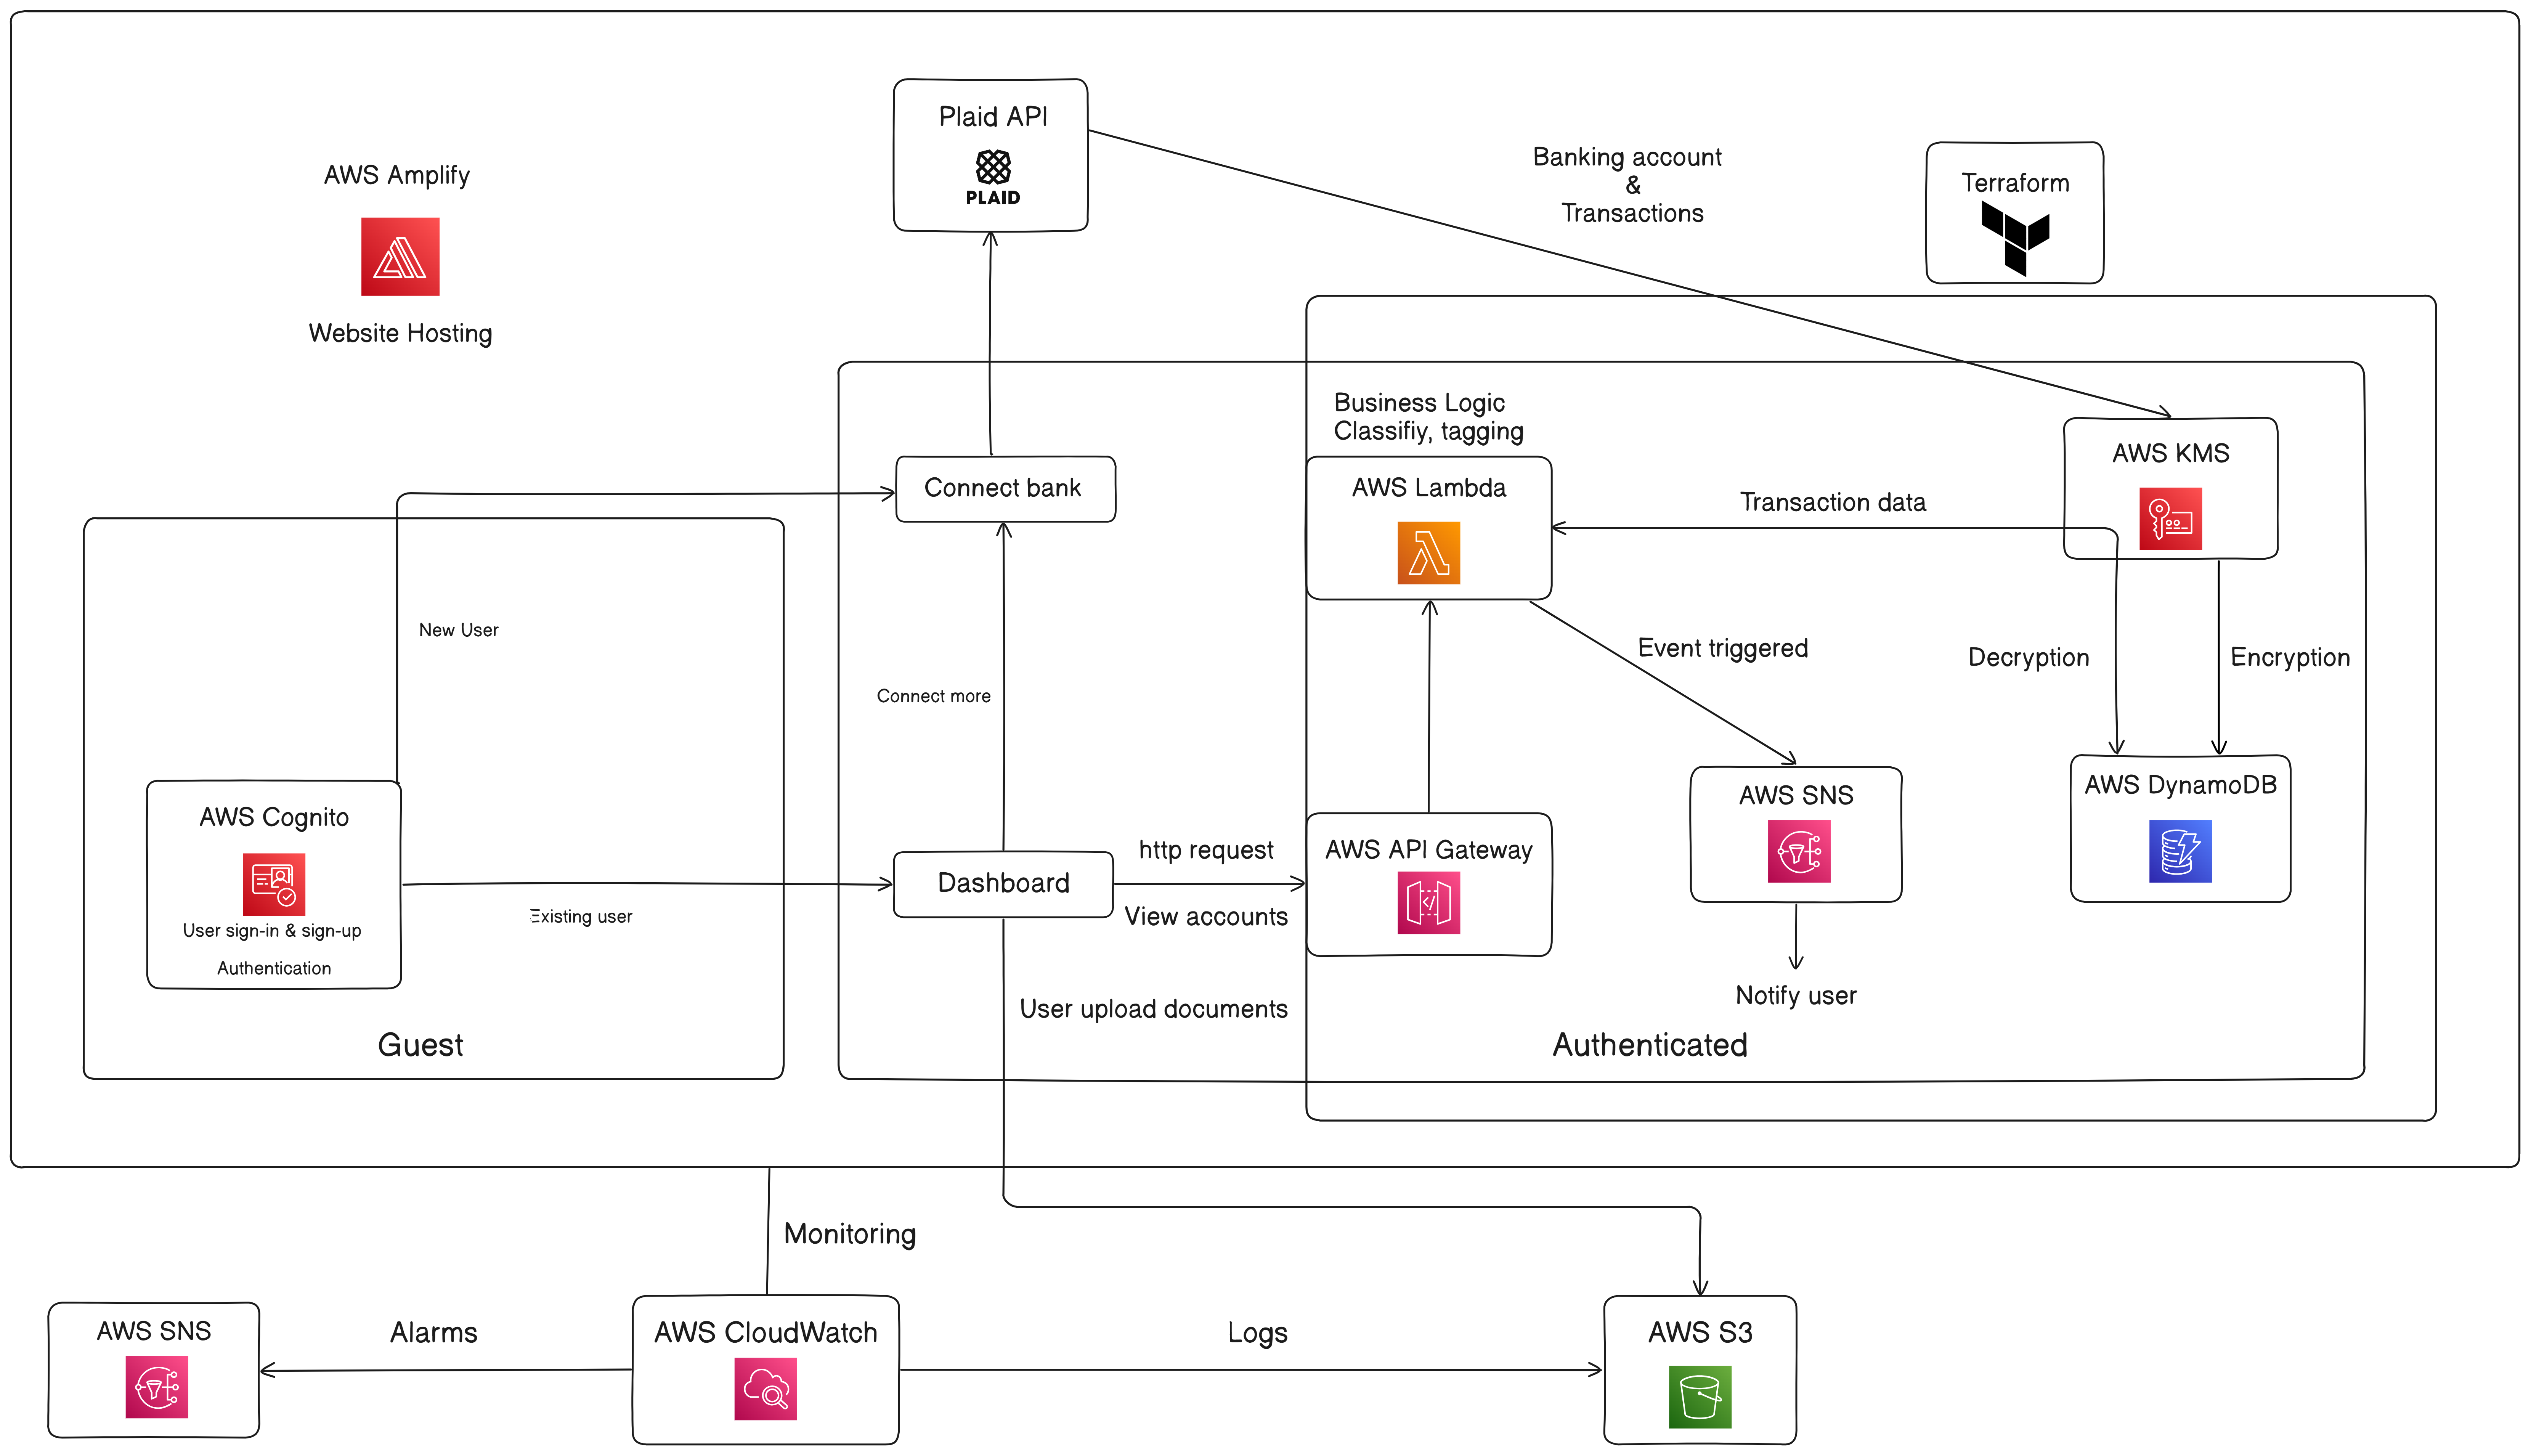 Plaid API
PLAID
AWS Amplify
Website Hosting
Banking account
&
Transactions
Terraform
Business Logic
Classifiy, tagging
AWS Lambda
Connect bank
AWS KMS
Transaction data
New User
Event triggered
Decryption
Encryption
Connect more
AWS Cognito
User sign-in & sign-up
Authentication
Existing user
Dashboard
http request
View accounts
AWS API Gateway
AWS SNS
AWS DynamoDB
Notify user
User upload documents
Guest
Authenticated
Monitoring
AWS SNS
Alarms
AWS CloudWatch
Logs
AWS S3